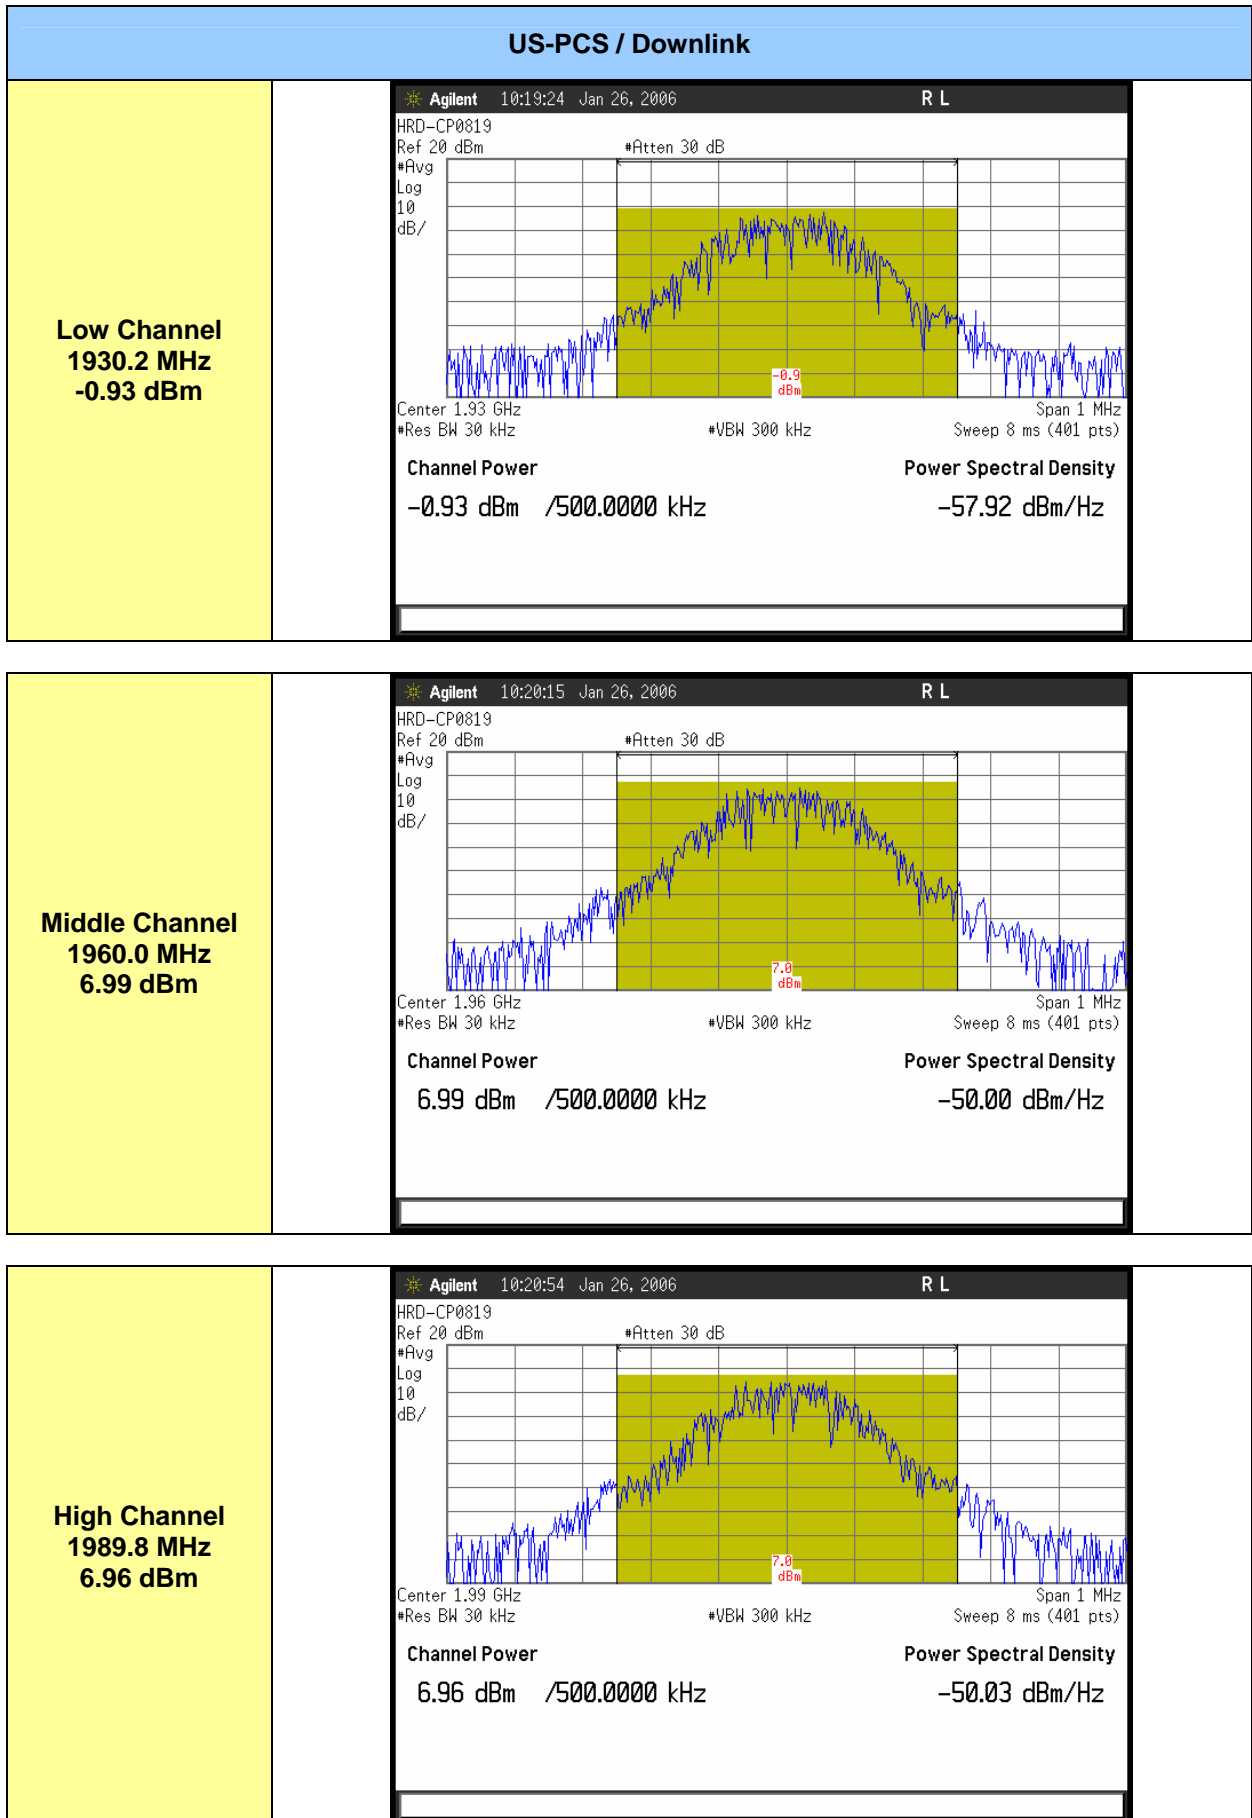 US-PCS / Downlink
Low Channel
1930.2 MHz
-0.93 dBm
Agilent 10:19:24 Jan 26, 2006 R L
HRD-CP0819
Ref 20 dBm #Atten 30 dB
#Avg
Log
10
dB/
-0.9
dBm
Center 1.93 GHz Span 1 MHz
#Res BW 30 kHz #VBW 300 kHz Sweep 8 ms (401 pts)
Channel Power Power Spectral Density
-0.93 dBm /500.0000 kHz -57.92 dBm/Hz
Middle Channel
1960.0 MHz
6.99 dBm
Agilent 10:20:15 Jan 26, 2006 R L
HRD-CP0819
Ref 20 dBm #Atten 30 dB
#Avg
Log
10
dB/
7.0
dBm
Center 1.96 GHz Span 1 MHz
#Res BW 30 kHz #VBW 300 kHz Sweep 8 ms (401 pts)
Channel Power Power Spectral Density
6.99 dBm /500.0000 kHz -50.00 dBm/Hz
High Channel
1989.8 MHz
6.96 dBm
Agilent 10:20:54 Jan 26, 2006 R L
HRD-CP0819
Ref 20 dBm #Atten 30 dB
#Avg
Log
10
dB/
7.0
dBm
Center 1.99 GHz Span 1 MHz
#Res BW 30 kHz #VBW 300 kHz Sweep 8 ms (401 pts)
Channel Power Power Spectral Density
6.96 dBm /500.0000 kHz -50.03 dBm/Hz